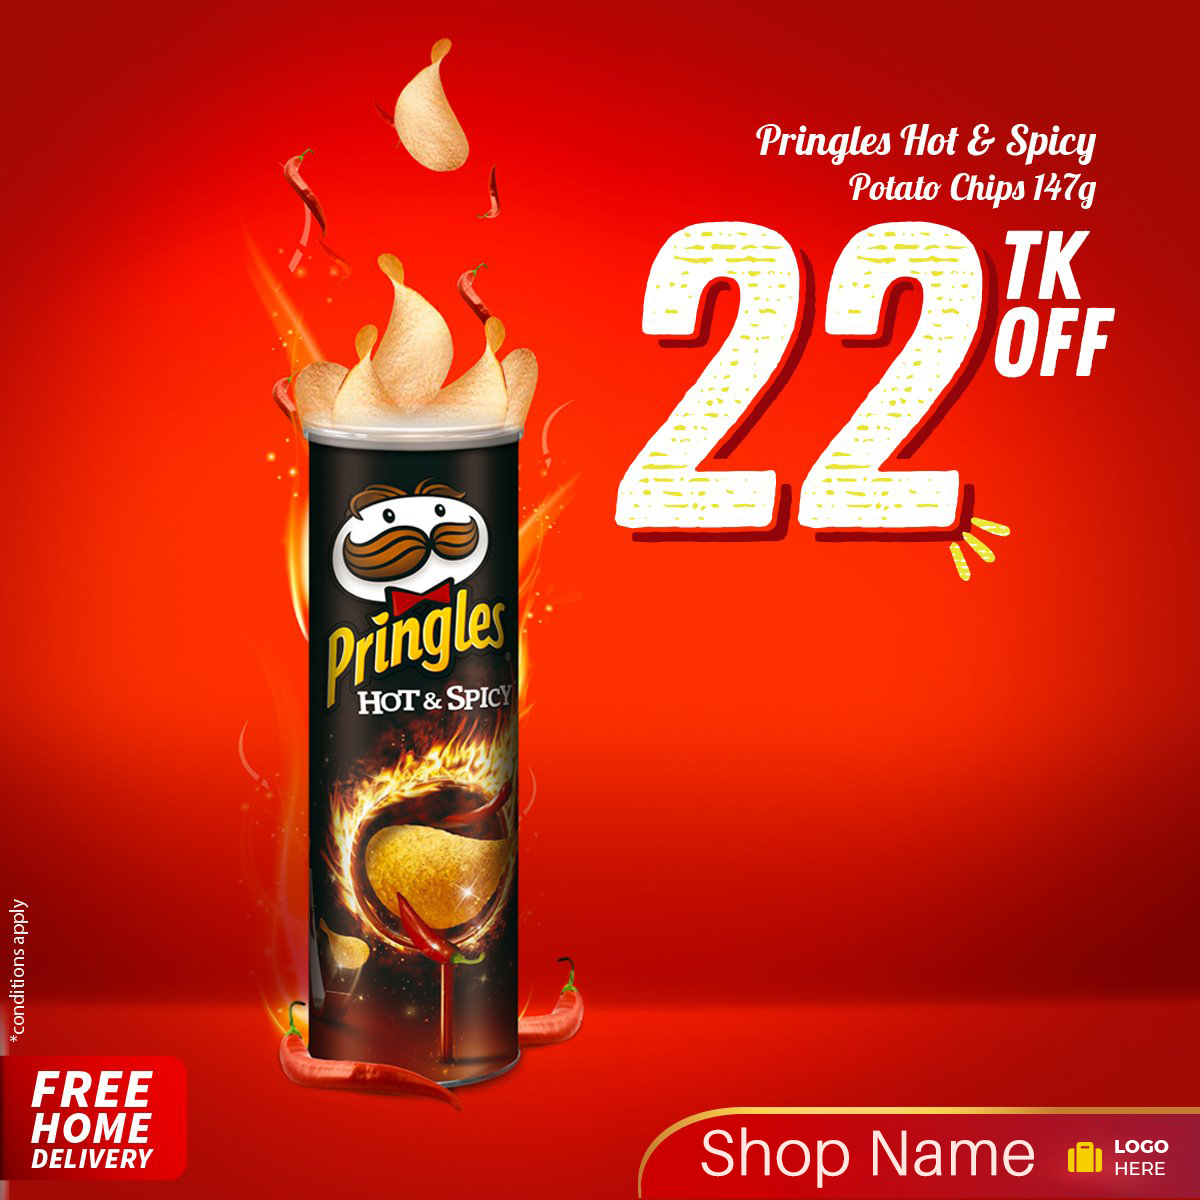 Pringles Hot & Spicy
Potato Chips 147g
22
TK
OFF
Pringles
HOT & SPICY
*conditions apply
FREE
HOME
DELIVERY
Shop Name
LOGO
HERE